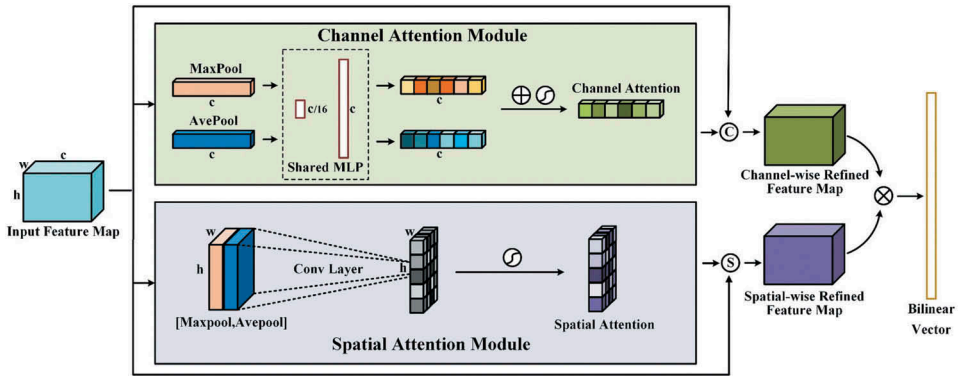 Channel Attention Module
MaxPool
c
AvePool
c
c/16
c
Shared MLP
c
c
Channel Attention
C
Channel-wise Refined
Feature Map
w
c
h
Input Feature Map
w
h
[Maxpool,Avepool]
Conv Layer
w
h
Spatial Attention
Spatial Attention Module
S
Spatial-wise Refined
Feature Map
Bilinear
Vector